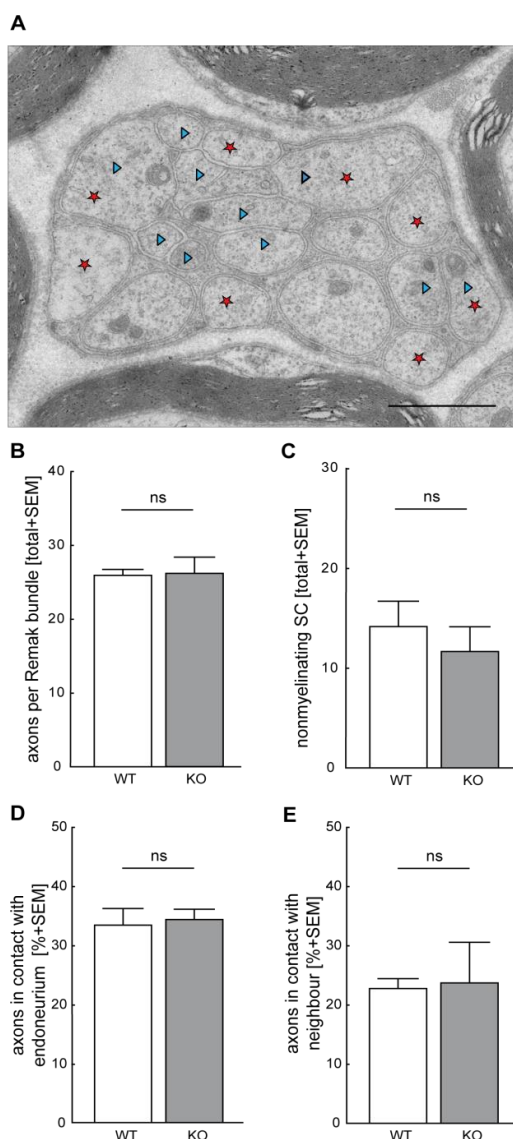 A
B
axons per Remak bundle [total+SEM]
40
30
20
10
0
ns
WT KO
C
nonmyelinating SC [total+SEM]
30
20
10
0
ns
WT KO
D
axons in contact with
endoneurium [%+SEM]
50
40
30
20
10
0
ns
WT KO
E
axons in contact with
neighbour [%+SEM]
50
40
30
20
10
0
ns
WT KO